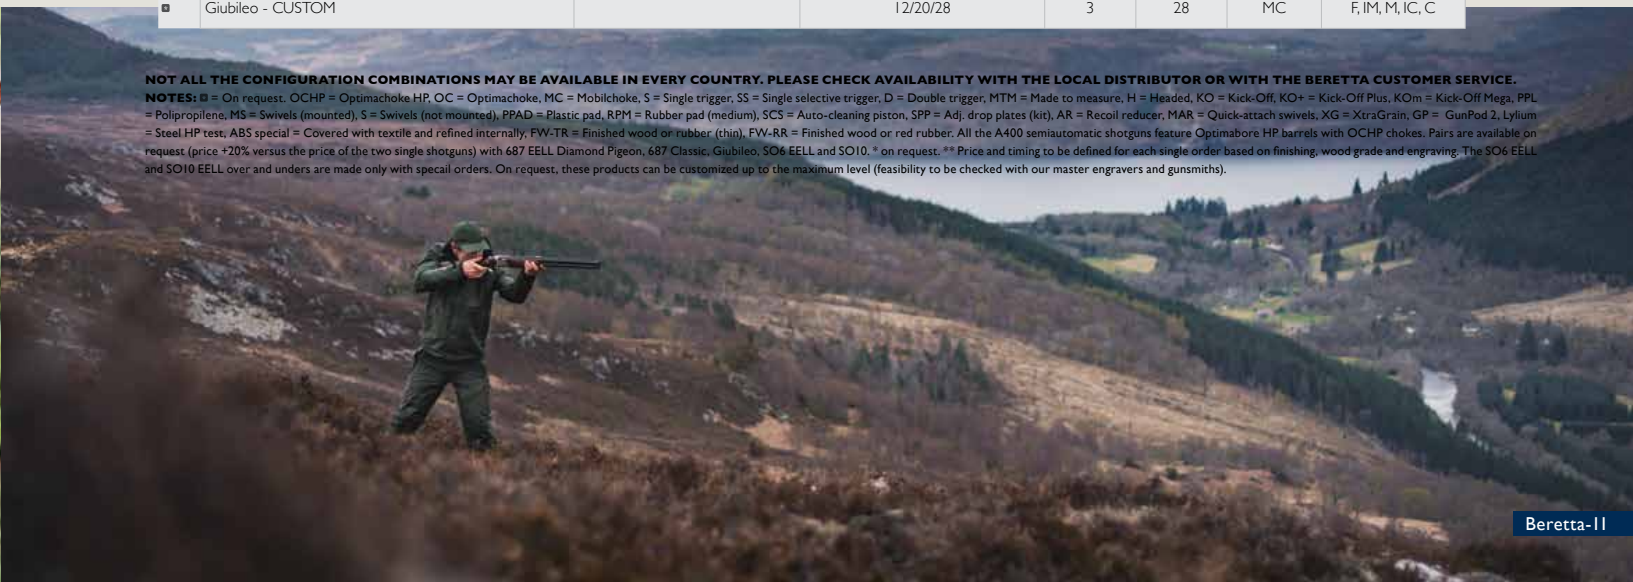 Giubileo - CUSTOM 12/20/28 3 28 MC F, IM, M, IC, C
NOT ALL THE CONFIGURATION COMBINATIONS MAY BE AVAILABLE IN EVERY COUNTRY. PLEASE CHECK AVAILABILITY WITH THE LOCAL DISTRIBUTOR OR WITH THE BERETTA CUSTOMER SERVICE.
NOTES: = On request. OCHP = Optimachoke HP, OC = Optimachoke, MC = Mobilchoke, S = Single trigger, SS = Single selective trigger, D = Double trigger, MTM = Made to measure, H = Headed, KO = Kick-Off, KO+ = Kick-Off Plus, KOm = Kick-Off Mega, PPL
= Polipropilene, MS = Swivels (mounted), S = Swivels (not mounted), PPAD = Plastic pad, RPM = Rubber pad (medium), SCS = Auto-cleaning piston, SPP = Adj. drop plates (kit), AR = Recoil reducer, MAR = Quick-attach swivels, XG = XtraGrain, GP = GunPod 2, Lylium
= Steel HP test, ABS special = Covered with textile and refined internally, FW-TR = Finished wood or rubber (thin), FW-RR = Finished wood or red rubber. All the A400 semiautomatic shotguns feature Optimabore HP barrels with OCHP chokes. Pairs are available on
request (price +20% versus the price of the two single shotguns) with 687 EELL Diamond Pigeon, 687 Classic, Giubileo, SO6 EELL and SO10. * on request. ** Price and timing to be defined for each single order based on finishing, wood grade and engraving. The SO6 EELL
and SO10 EELL over and unders are made only with specail orders. On request, these products can be customized up to the maximum level (feasibility to be checked with our master engravers and gunsmiths).
Beretta-11